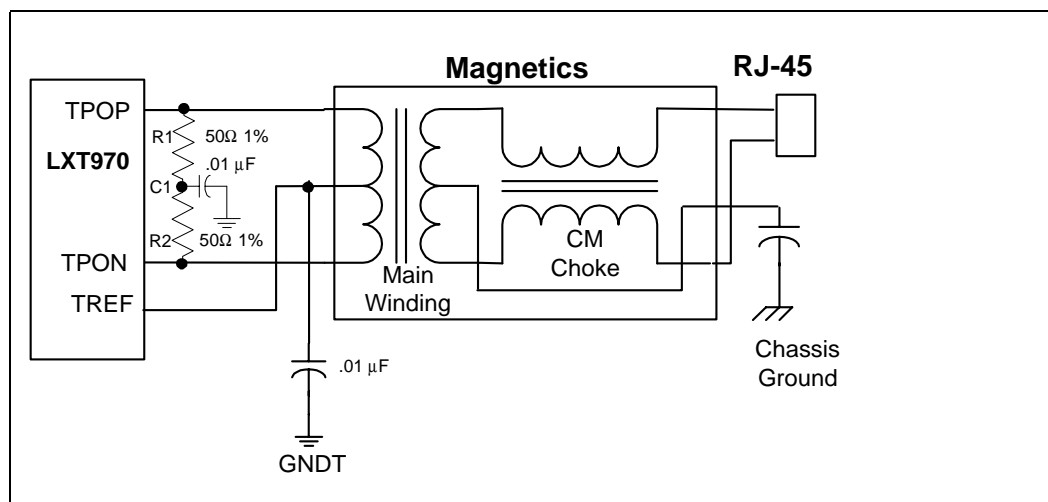 Magnetics
RJ-45
TPOP
LXT970
TPON
TREF
R1
50Ω 1%
.01 μF
C1
R2
50Ω 1%
Main
Winding
CM
Choke
Chassis
Ground
.01 μF
GNDT